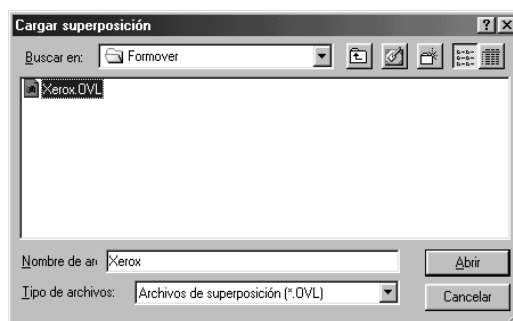 Cargar superposición
Buscar en: Formover
Xerox.OVL
Nombre de ar Xerox Abrir
Tipo de archivos: Archivos de superposición (*.OVL) Cancelar